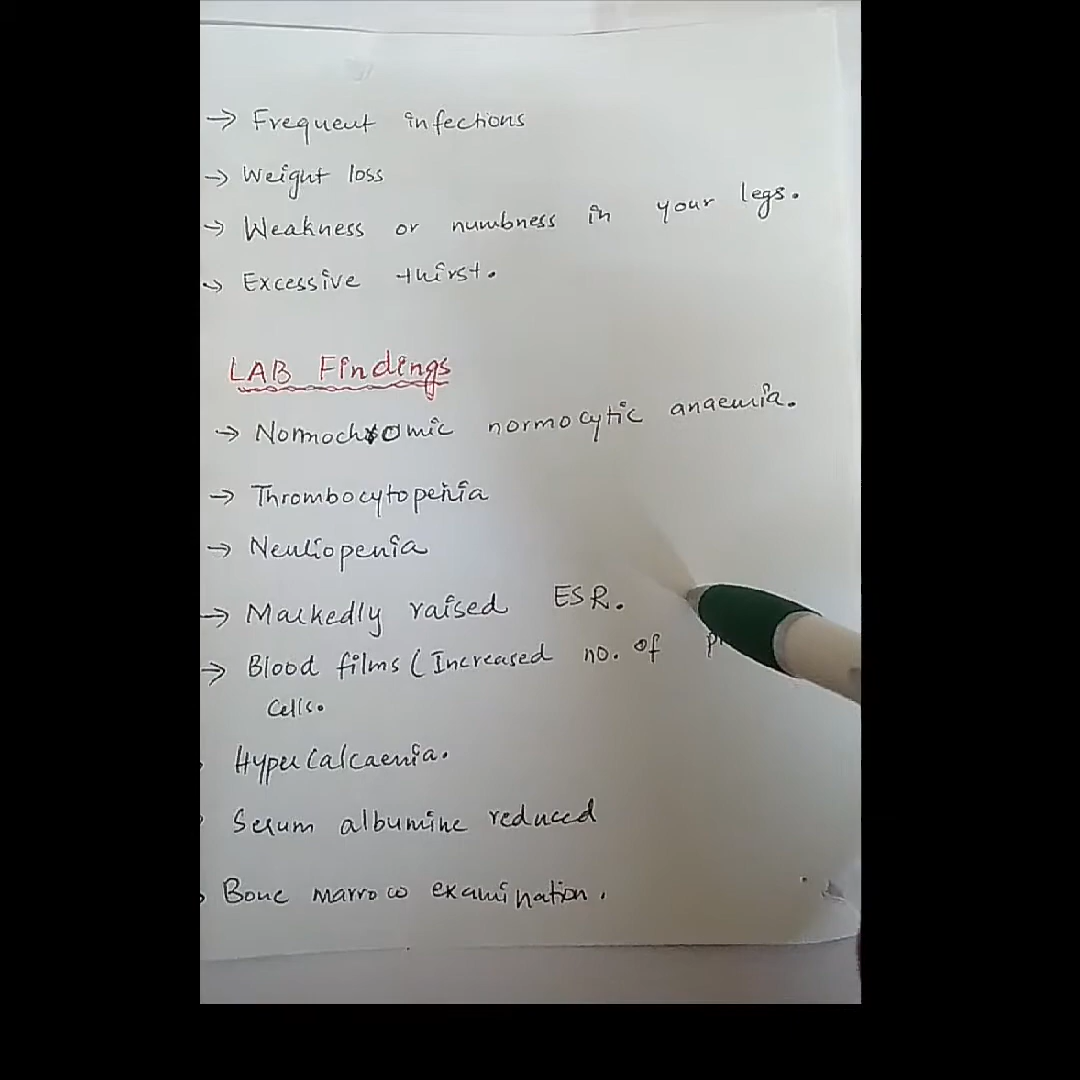 → Frequent infections
→ Weight loss
→ Weakness or numbness in your legs.
→ Excessive thirst.
LAB Findings
→ Normochromic normocytic anaemia.
→ Thrombocytopenia
→ Neutropenia
→ Markedly raised ESR.
→ Blood films (Increased no. of
cells.
Hypercalcaemia.
Serum albumine reduced
Bone marrow examination.